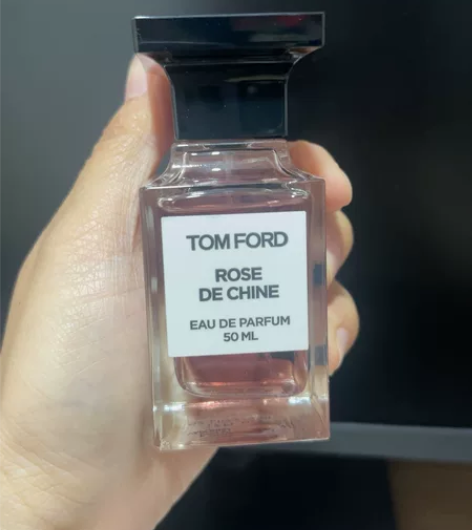 TOM FORD
ROSE
DE CHINE
EAU DE PARFUM
50 ML